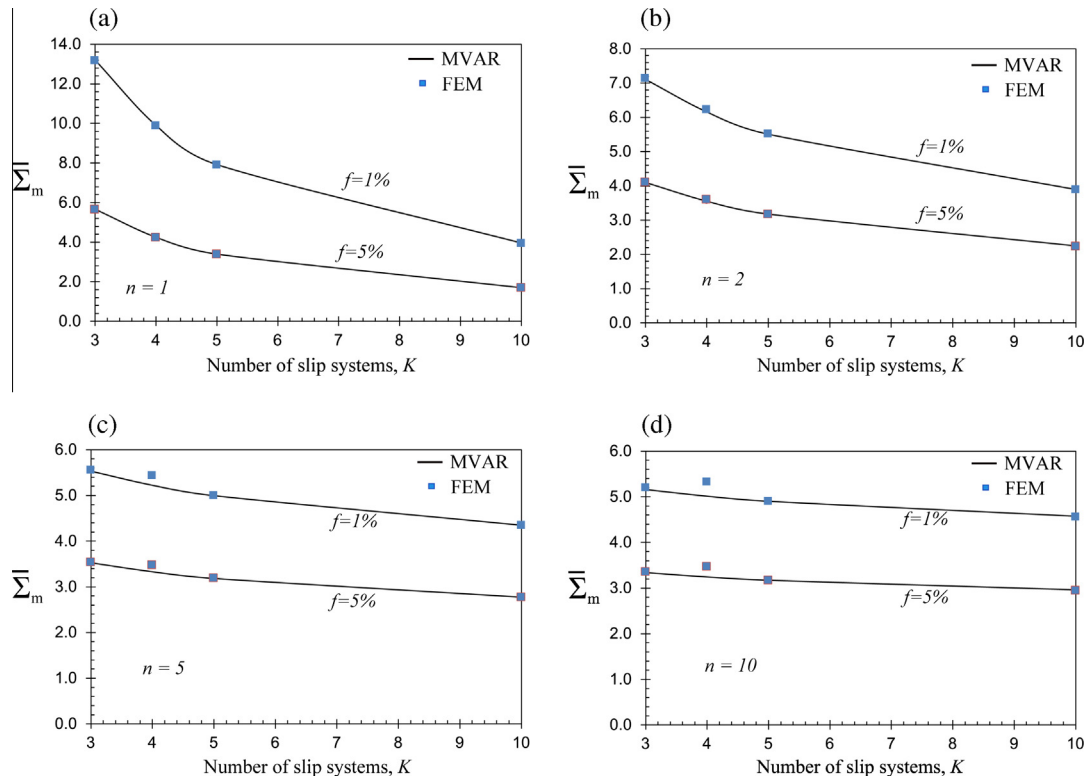 (a)
14.0
12.0
10.0
8.0
6.0
4.0
2.0
0.0
Σ̅m
MVAR
FEM
f=1%
f=5%
n = 1
3 4 5 6 7 8 9 10
Number of slip systems, K
(b)
8.0
7.0
6.0
5.0
4.0
3.0
2.0
1.0
0.0
Σ̅m
MVAR
FEM
f=1%
f=5%
n = 2
3 4 5 6 7 8 9 10
Number of slip systems, K
(c)
6.0
5.0
4.0
3.0
2.0
1.0
0.0
Σ̅m
MVAR
FEM
f=1%
f=5%
n = 5
3 4 5 6 7 8 9 10
Number of slip systems, K
(d)
6.0
5.0
4.0
3.0
2.0
1.0
0.0
Σ̅m
MVAR
FEM
f=1%
f=5%
n = 10
3 4 5 6 7 8 9 10
Number of slip systems, K